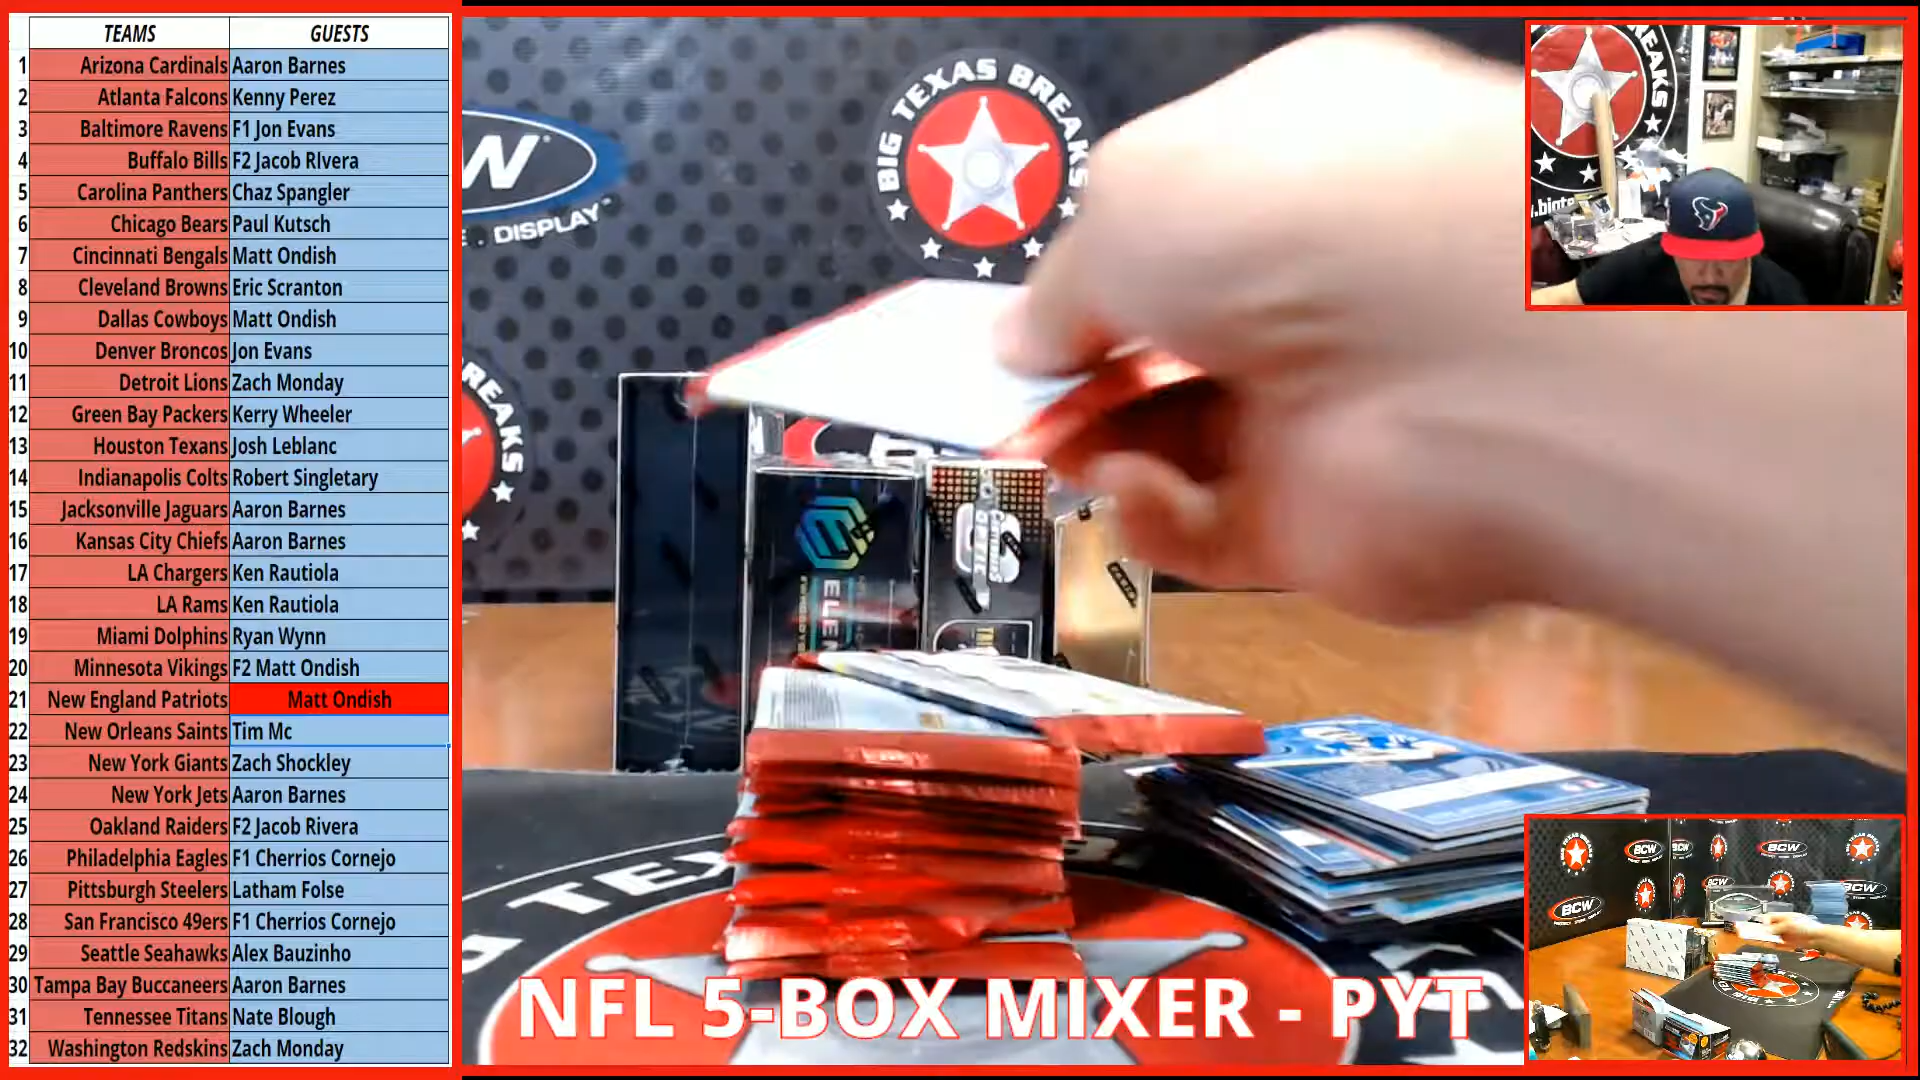 TEAMS GUESTS
1 Arizona Cardinals Aaron Barnes
2 Atlanta Falcons Kenny Perez
3 Baltimore Ravens F1 Jon Evans
4 Buffalo Bills F2 Jacob RIvera
5 Carolina Panthers Chaz Spangler
6 Chicago Bears Paul Kutsch
7 Cincinnati Bengals Matt Ondish
8 Cleveland Browns Eric Scranton
9 Dallas Cowboys Matt Ondish
10 Denver Broncos Jon Evans
11 Detroit Lions Zach Monday
12 Green Bay Packers Kerry Wheeler
13 Houston Texans Josh Leblanc
14 Indianapolis Colts Robert Singletary
15 Jacksonville Jaguars Aaron Barnes
16 Kansas City Chiefs Aaron Barnes
17 LA Chargers Ken Rautiola
18 LA Rams Ken Rautiola
19 Miami Dolphins Ryan Wynn
20 Minnesota Vikings F2 Matt Ondish
21 New England Patriots Matt Ondish
22 New Orleans Saints Tim Mc
23 New York Giants Zach Shockley
24 New York Jets Aaron Barnes
25 Oakland Raiders F2 Jacob Rivera
26 Philadelphia Eagles F1 Cherrios Cornejo
27 Pittsburgh Steelers Latham Folse
28 San Francisco 49ers F1 Cherrios Cornejo
29 Seattle Seahawks Alex Bauzinho
30 Tampa Bay Buccaneers Aaron Barnes
31 Tennessee Titans Nate Blough
32 Washington Redskins Zach Monday
BIG TEXAS BREAKS
W
. DISPLAY
REAKS
ELEM
G TEX
NFL 5-BOX MIXER - PYT
REAKS
BCW
BCW
BCW
BCW
BCW